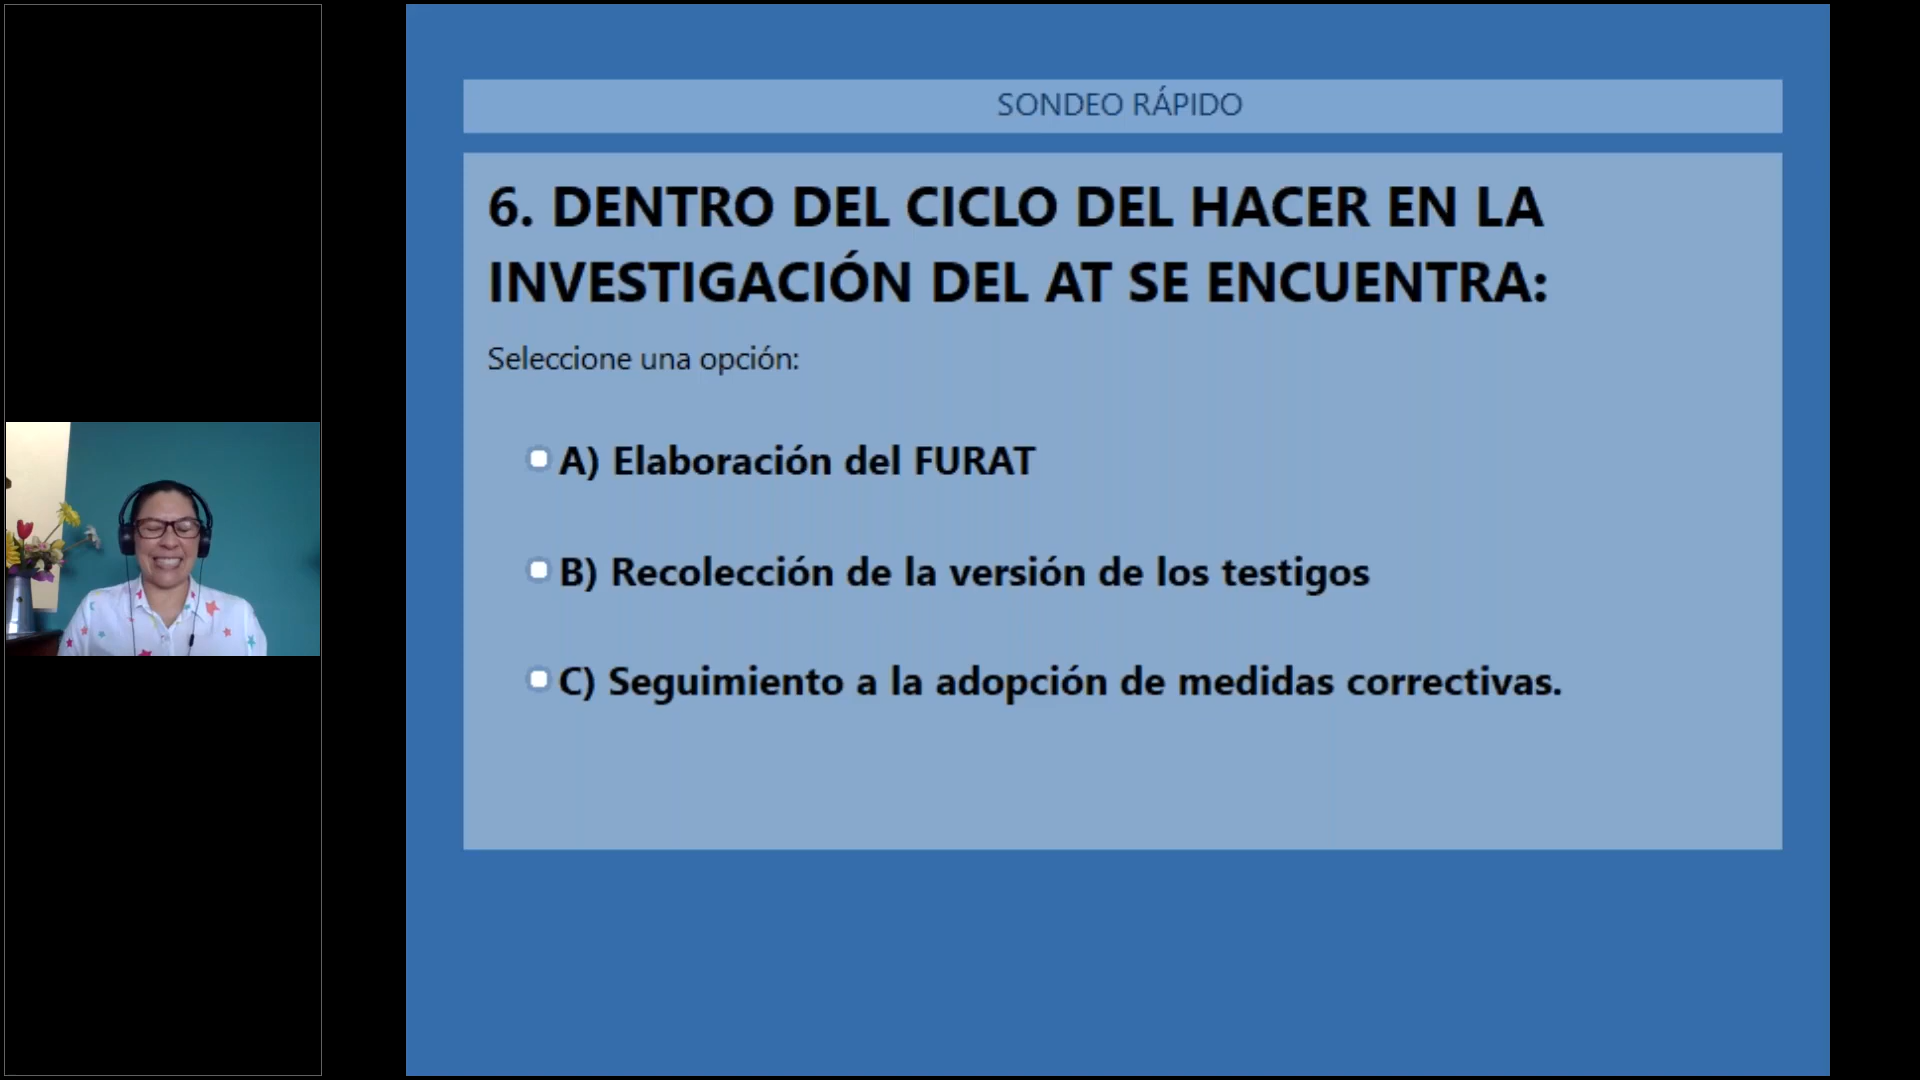 SONDEO RÁPIDO
6. DENTRO DEL CICLO DEL HACER EN LA
INVESTIGACIÓN DEL AT SE ENCUENTRA:
Seleccione una opción:
A) Elaboración del FURAT
B) Recolección de la versión de los testigos
C) Seguimiento a la adopción de medidas correctivas.